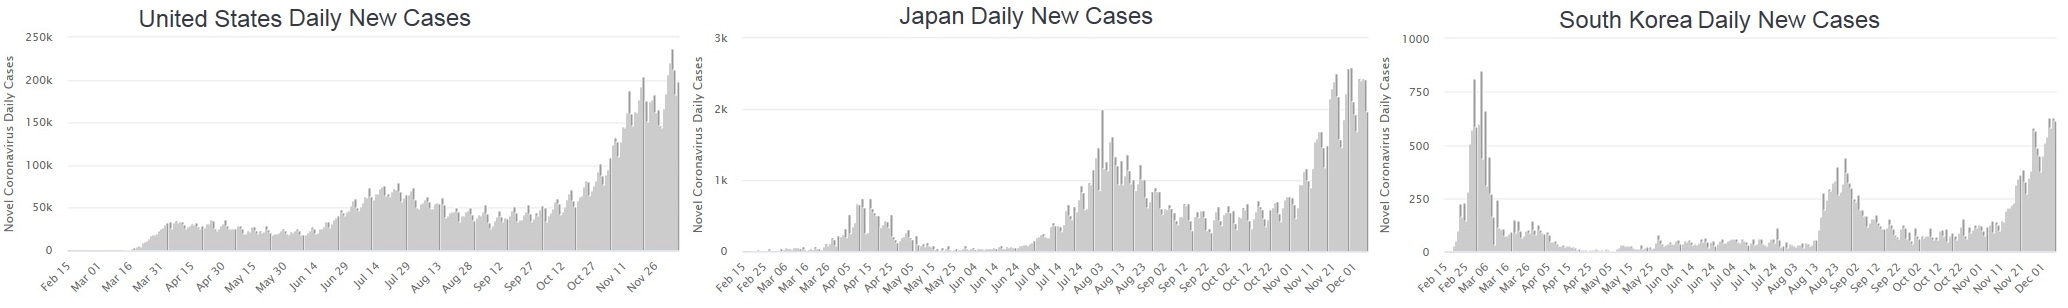 United States Daily New Cases
Novel Coronavirus Daily Cases
250k
200k
150k
100k
50k
0
Feb 15
Mar 01
Mar 16
Mar 31
Apr 15
Apr 30
May 15
May 30
Jun 14
Jun 29
Jul 14
Jul 29
Aug 13
Aug 28
Sep 12
Sep 27
Oct 12
Oct 27
Nov 11
Nov 26
Japan Daily New Cases
Novel Coronavirus Daily Cases
3k
2k
1k
0
Feb 15
Feb 25
Mar 06
Mar 16
Mar 26
Apr 05
Apr 15
Apr 25
May 05
May 15
May 25
Jun 04
Jun 14
Jun 24
Jul 04
Jul 14
Jul 24
Aug 03
Aug 13
Aug 23
Sep 02
Sep 12
Sep 22
Oct 02
Oct 12
Oct 22
Nov 01
Nov 11
Nov 21
Dec 01
South Korea Daily New Cases
Novel Coronavirus Daily Cases
1000
750
500
250
0
Feb 15
Feb 25
Mar 06
Mar 16
Mar 26
Apr 05
Apr 15
Apr 25
May 05
May 15
May 25
Jun 04
Jun 14
Jun 24
Jul 04
Jul 14
Jul 24
Aug 03
Aug 13
Aug 23
Sep 02
Sep 12
Sep 22
Oct 02
Oct 12
Oct 22
Nov 01
Nov 11
Nov 21
Dec 01